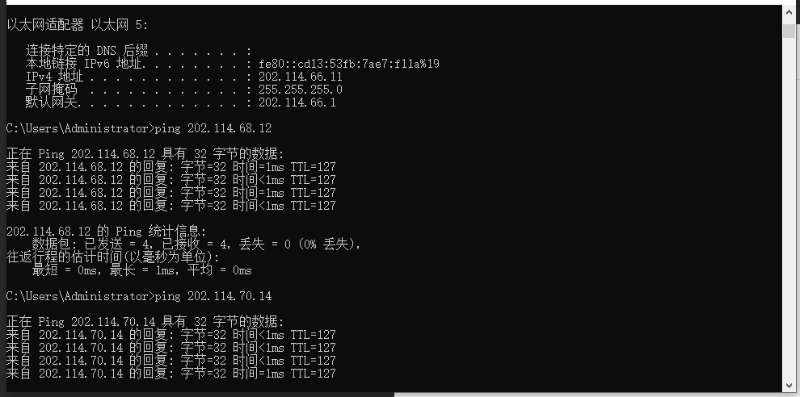 以太网适配器 以太网 5:
连接特定的 DNS 后缀 . . . . . . . :
本地链接 IPv6 地址. . . . . . . . : fe80::cd13:53fb:7ae7:f11a%19
IPv4 地址 . . . . . . . . . . . . : 202.114.66.11
子网掩码  . . . . . . . . . . . . : 255.255.255.0
默认网关. . . . . . . . . . . . . : 202.114.66.1
C:\Users\Administrator>ping 202.114.68.12
正在 Ping 202.114.68.12 具有 32 字节的数据:
来自 202.114.68.12 的回复: 字节=32 时间=1ms TTL=127
来自 202.114.68.12 的回复: 字节=32 时间<1ms TTL=127
来自 202.114.68.12 的回复: 字节=32 时间=1ms TTL=127
来自 202.114.68.12 的回复: 字节=32 时间<1ms TTL=127
202.114.68.12 的 Ping 统计信息:
数据包: 已发送 = 4，已接收 = 4，丢失 = 0 (0% 丢失)，
往返行程的估计时间(以毫秒为单位):
最短 = 0ms，最长 = 1ms，平均 = 0ms
C:\Users\Administrator>ping 202.114.70.14
正在 Ping 202.114.70.14 具有 32 字节的数据:
来自 202.114.70.14 的回复: 字节=32 时间<1ms TTL=127
来自 202.114.70.14 的回复: 字节=32 时间<1ms TTL=127
来自 202.114.70.14 的回复: 字节=32 时间<1ms TTL=127
来自 202.114.70.14 的回复: 字节=32 时间=1ms TTL=127